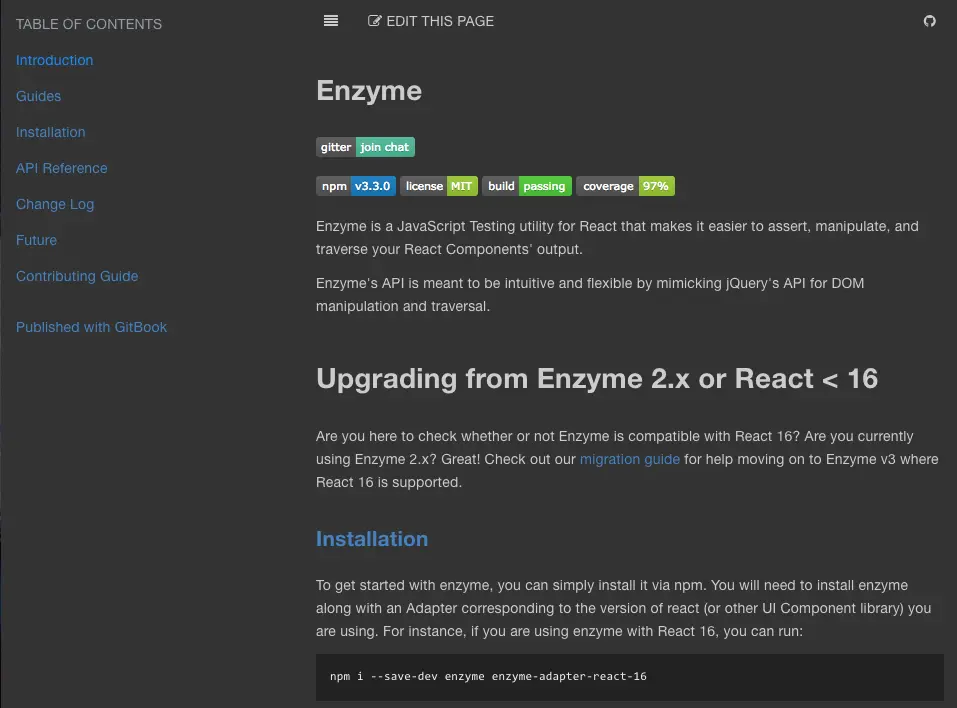 TABLE OF CONTENTS
Introduction
Guides
Installation
API Reference
Change Log
Future
Contributing Guide
Published with GitBook
EDIT THIS PAGE
Enzyme
gitter join chat
npm v3.3.0 license MIT build passing coverage 97%
Enzyme is a JavaScript Testing utility for React that makes it easier to assert, manipulate, and
traverse your React Components' output.
Enzyme's API is meant to be intuitive and flexible by mimicking jQuery's API for DOM
manipulation and traversal.
Upgrading from Enzyme 2.x or React < 16
Are you here to check whether or not Enzyme is compatible with React 16? Are you currently
using Enzyme 2.x? Great! Check out our migration guide for help moving on to Enzyme v3 where
React 16 is supported.
Installation
To get started with enzyme, you can simply install it via npm. You will need to install enzyme
along with an Adapter corresponding to the version of react (or other UI Component library) you
are using. For instance, if you are using enzyme with React 16, you can run:
npm i --save-dev enzyme enzyme-adapter-react-16